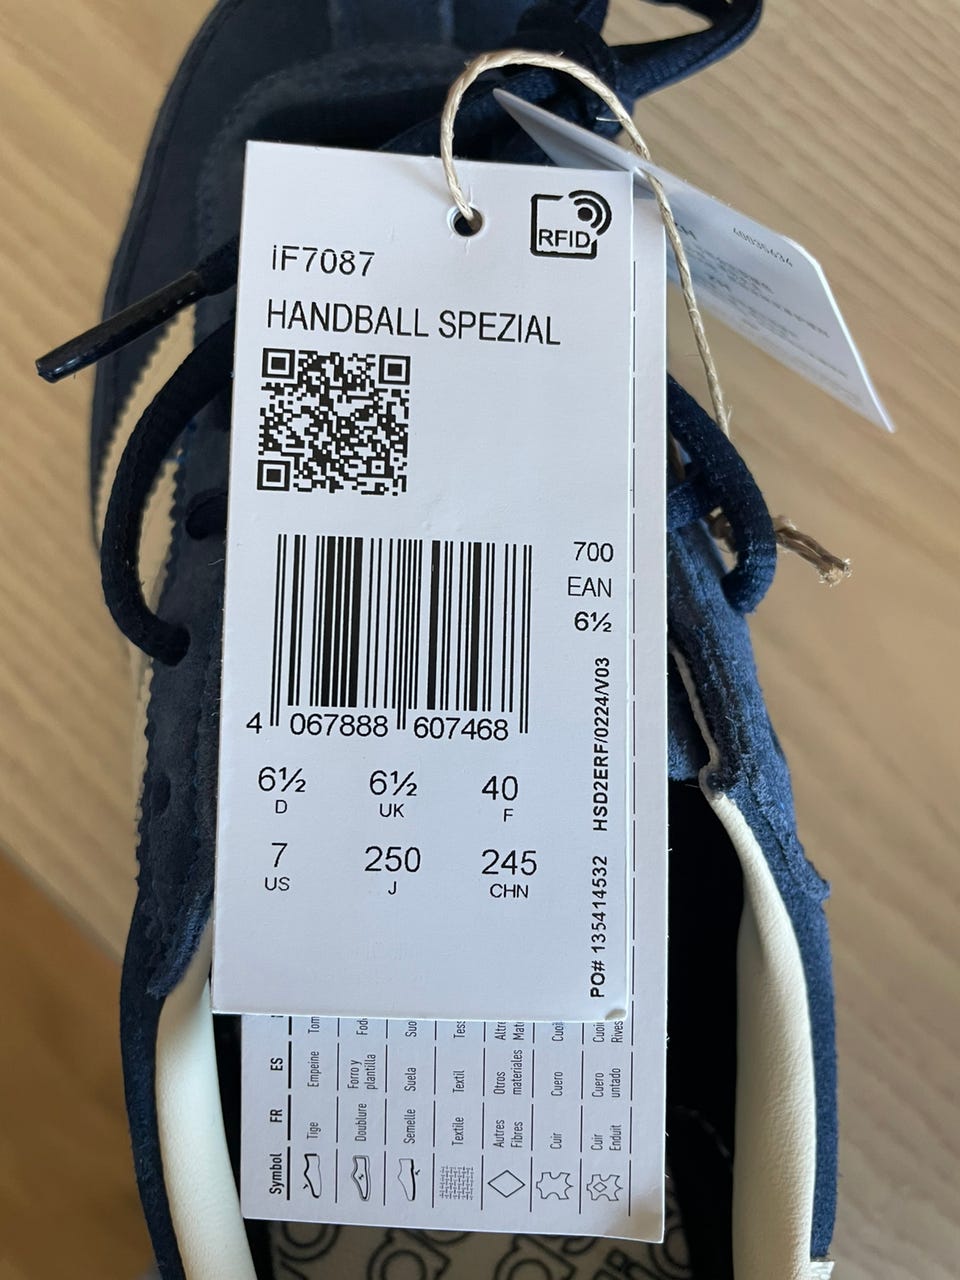 RFID
IF7087
HANDBALL SPEZIAL
700
EAN
6½
4 067888 607468
6½ 6½ 40
D UK F
7 250 245
US J CHN
PO# 135414532 HSD2ERF/0224/V03
40035634
Symbol FR ES
Tige Empeine
Doublure Forro y plantilla
Semelle Suela
Textile Textil
Autres Fibres Otros materiales
Cuir Cuero
Cuir Enduit Cuero untado